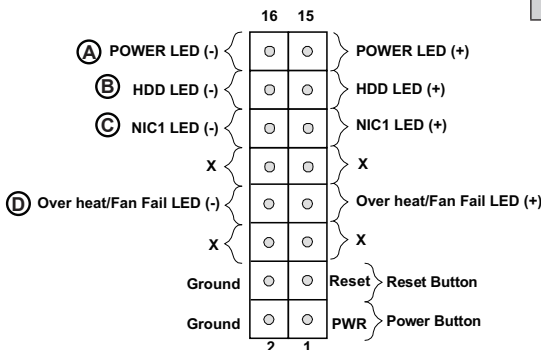 16 15
A POWER LED (-) POWER LED (+)
B HDD LED (-) HDD LED (+)
C NIC1 LED (-) NIC1 LED (+)
X X
D Over heat/Fan Fail LED (-) Over heat/Fan Fail LED (+)
X X
Ground Reset Reset Button
Ground PWR Power Button
2 1